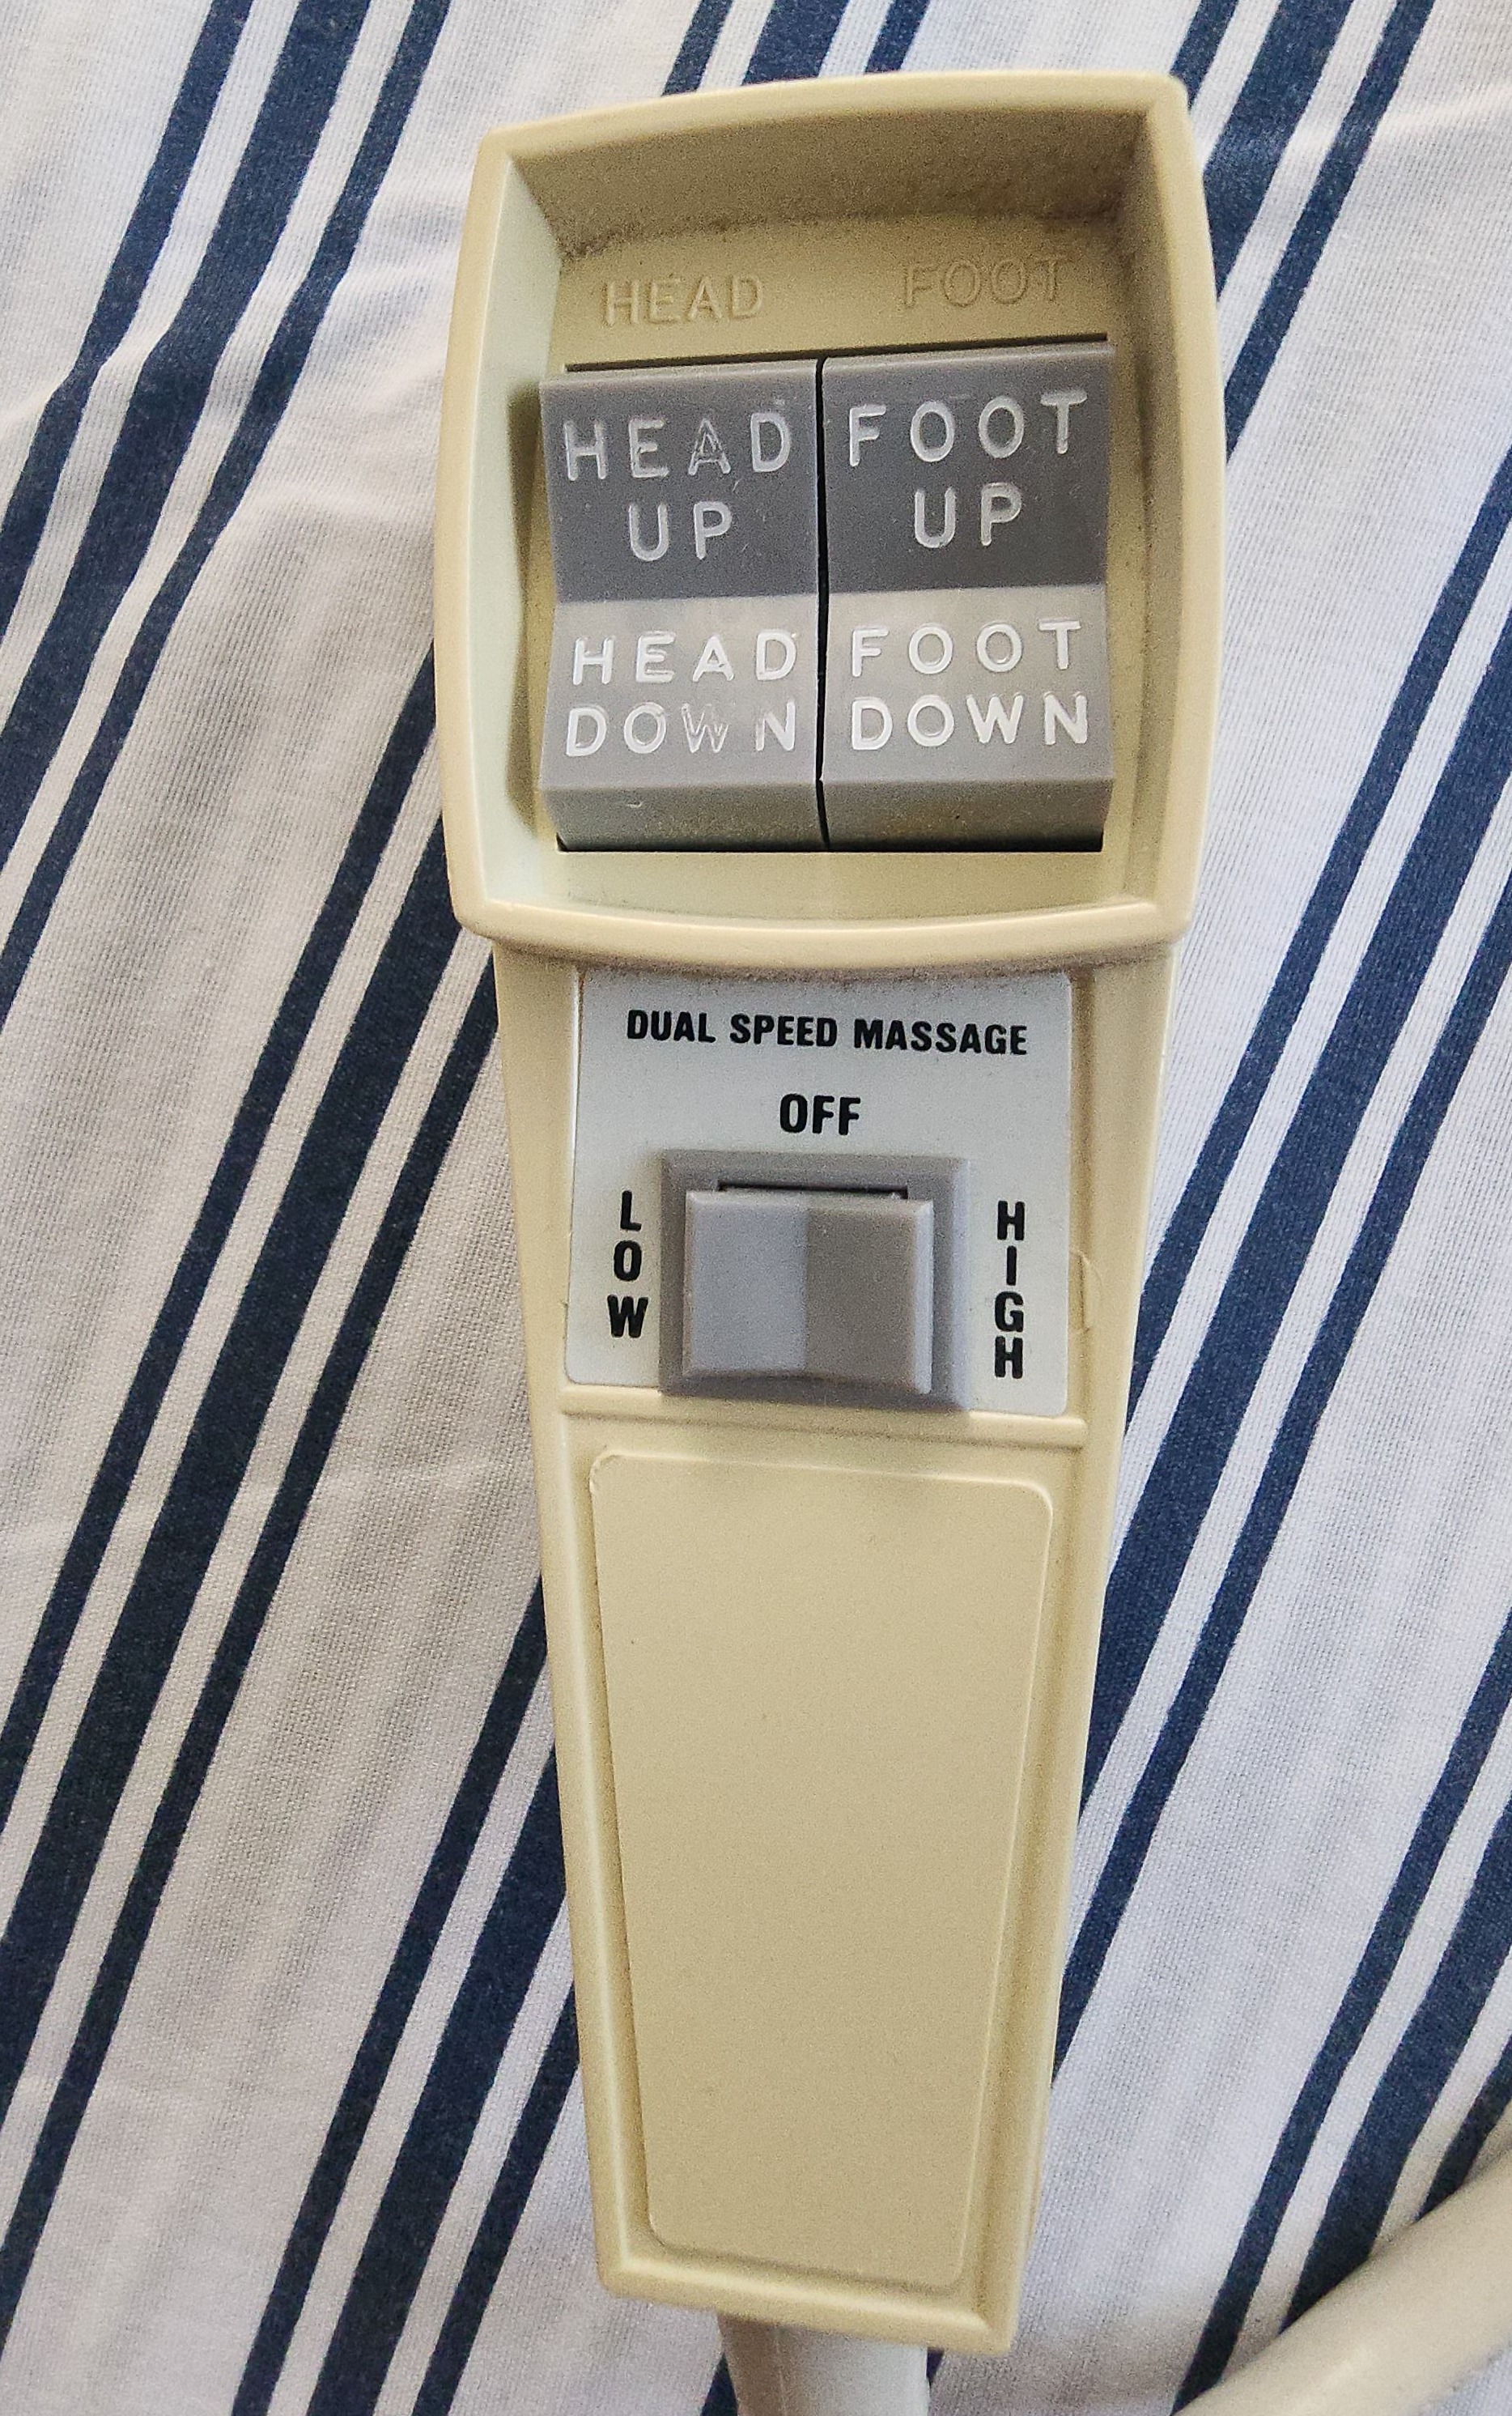 HEAD FOOT
HEAD UP
FOOT UP
HEAD DOWN
FOOT DOWN
DUAL SPEED MASSAGE
OFF
LOW
HIGH